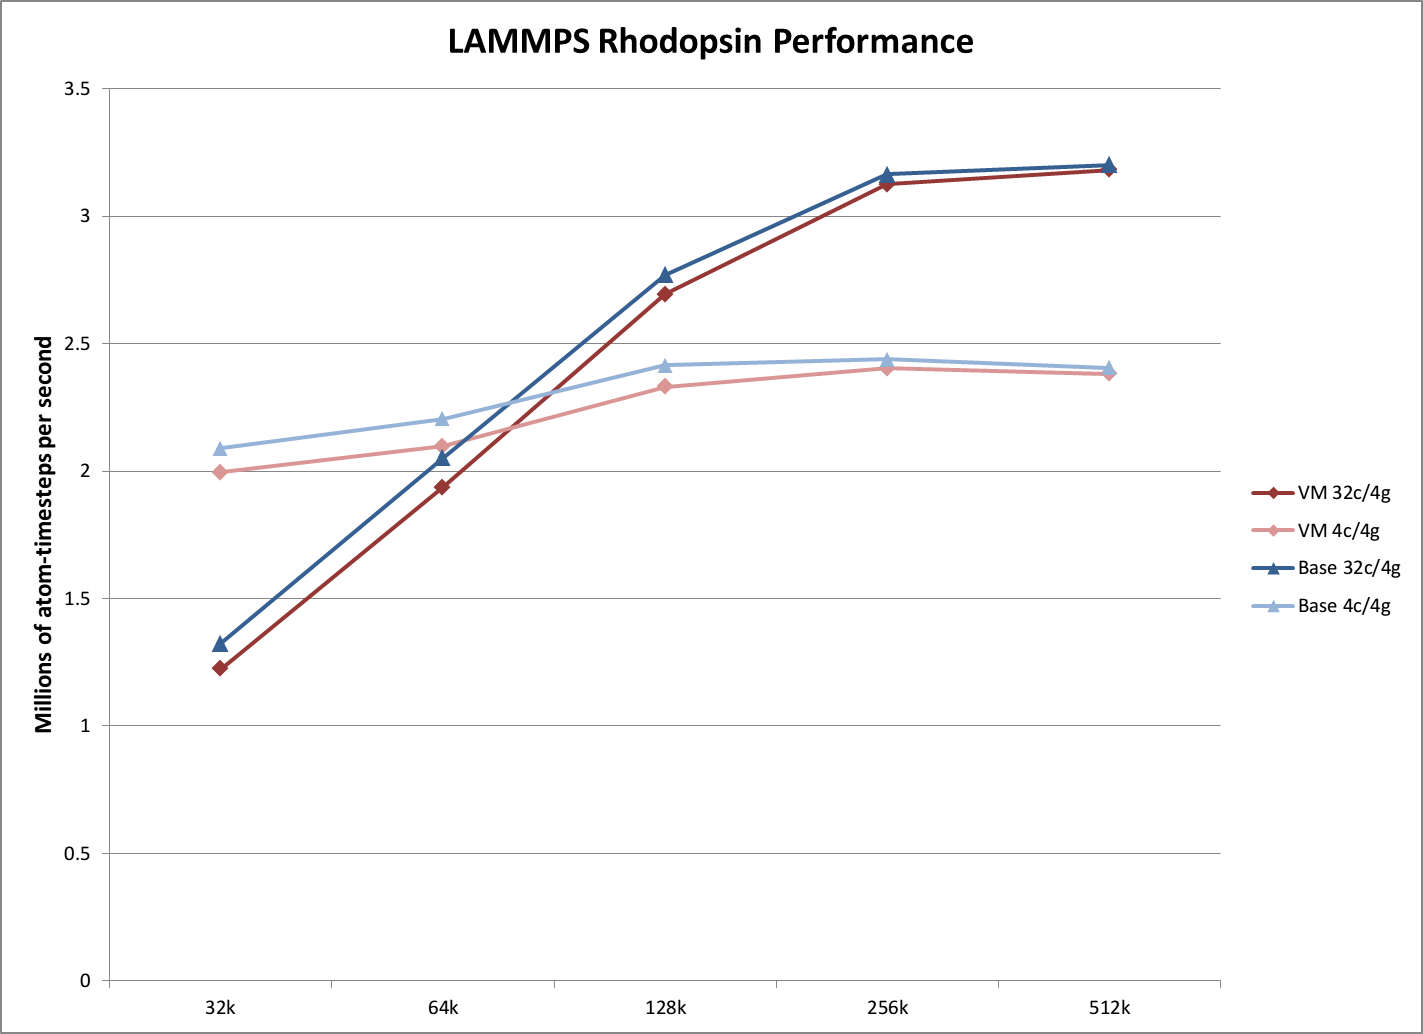 LAMMPS Rhodopsin Performance
Millions of atom-timesteps per second
3.5
3
2.5
2
1.5
1
0.5
0
32k
64k
128k
256k
512k
VM 32c/4g
VM 4c/4g
Base 32c/4g
Base 4c/4g